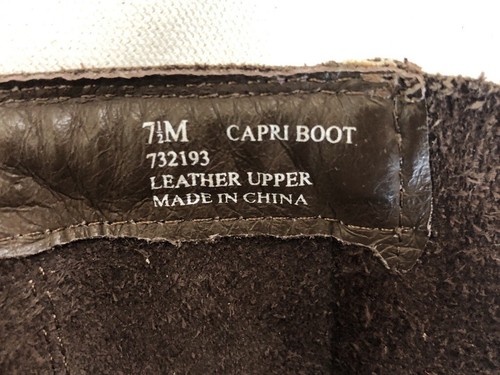 7½M CAPRI BOOT
732193
LEATHER UPPER
MADE IN CHINA